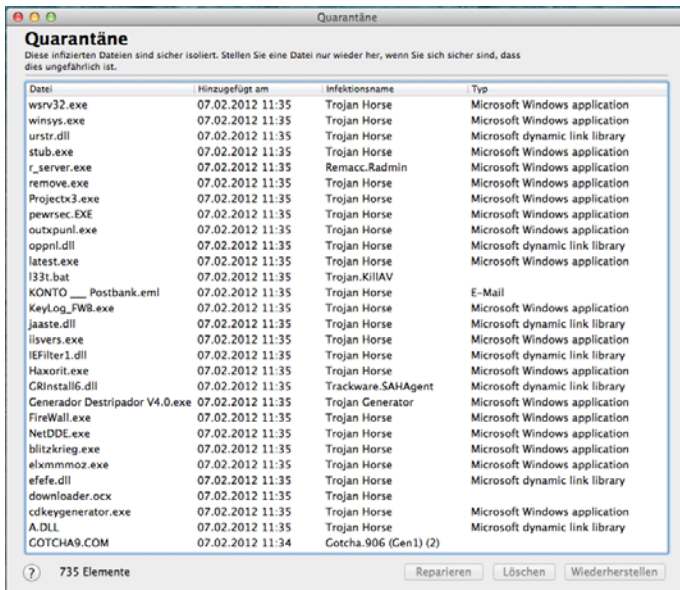 Quarantäne
Quarantäne
Diese infizierten Dateien sind sicher isoliert. Stellen Sie eine Datei nur wieder her, wenn Sie sich sicher sind, dass
dies ungefährlich ist.
Datei Hinzugefügt am Infektionsname Typ
wsrv32.exe 07.02.2012 11:35 Trojan Horse Microsoft Windows application
winsys.exe 07.02.2012 11:35 Trojan Horse Microsoft Windows application
urstr.dll 07.02.2012 11:35 Trojan Horse Microsoft dynamic link library
stub.exe 07.02.2012 11:35 Trojan Horse Microsoft Windows application
r_server.exe 07.02.2012 11:35 Remacc.Radmin Microsoft Windows application
remove.exe 07.02.2012 11:35 Trojan Horse Microsoft Windows application
Projectx3.exe 07.02.2012 11:35 Trojan Horse Microsoft Windows application
pewrsec.EXE 07.02.2012 11:35 Trojan Horse Microsoft Windows application
outxpunl.exe 07.02.2012 11:35 Trojan Horse Microsoft Windows application
oppnl.dll 07.02.2012 11:35 Trojan Horse Microsoft dynamic link library
latest.exe 07.02.2012 11:35 Trojan Horse Microsoft Windows application
l33t.bat 07.02.2012 11:35 Trojan.KillAV
KONTO ___ Postbank.eml 07.02.2012 11:35 Trojan Horse E-Mail
KeyLog_FWB.exe 07.02.2012 11:35 Trojan Horse Microsoft Windows application
jaaste.dll 07.02.2012 11:35 Trojan Horse Microsoft dynamic link library
iisvers.exe 07.02.2012 11:35 Trojan Horse Microsoft Windows application
IEFilter1.dll 07.02.2012 11:35 Trojan Horse Microsoft dynamic link library
Haxorit.exe 07.02.2012 11:35 Trojan Horse Microsoft Windows application
GRInstall6.dll 07.02.2012 11:35 Trackware.SAHAgent Microsoft dynamic link library
Generador Destripador V4.0.exe 07.02.2012 11:35 Trojan Generator Microsoft Windows application
FireWall.exe 07.02.2012 11:35 Trojan Horse Microsoft Windows application
NetDDE.exe 07.02.2012 11:35 Trojan Horse Microsoft Windows application
blitzkrieg.exe 07.02.2012 11:35 Trojan Horse Microsoft Windows application
elxmmmoz.exe 07.02.2012 11:35 Trojan Horse Microsoft Windows application
efefe.dll 07.02.2012 11:35 Trojan Horse Microsoft dynamic link library
downloader.ocx 07.02.2012 11:35 Trojan Horse
cdkeygenerator.exe 07.02.2012 11:35 Trojan Horse Microsoft Windows application
A.DLL 07.02.2012 11:35 Trojan Horse Microsoft dynamic link library
GOTCHA9.COM 07.02.2012 11:34 Gotcha.906 (Gen1) (2)
? 735 Elemente Reparieren Löschen Wiederherstellen